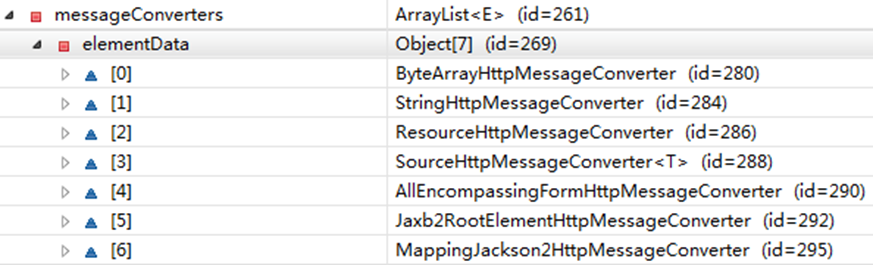 messageConverters ArrayList<E> (id=261)
elementData Object[7] (id=269)
[0] ByteArrayHttpMessageConverter (id=280)
[1] StringHttpMessageConverter (id=284)
[2] ResourceHttpMessageConverter (id=286)
[3] SourceHttpMessageConverter<T> (id=288)
[4] AllEncompassingFormHttpMessageConverter (id=290)
[5] Jaxb2RootElementHttpMessageConverter (id=292)
[6] MappingJackson2HttpMessageConverter (id=295)